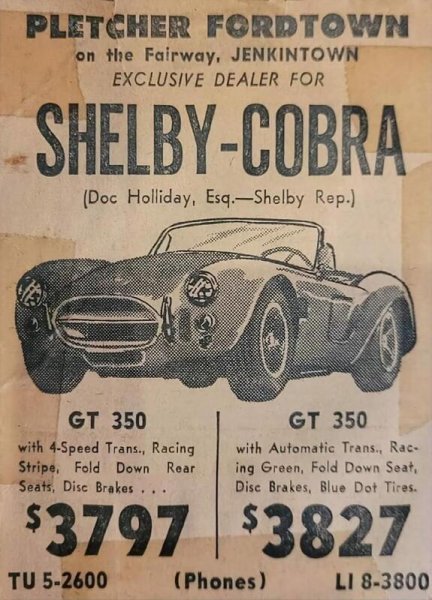 PLETCHER FORDTOWN
on the Fairway, JENKINTOWN
EXCLUSIVE DEALER FOR
SHELBY-COBRA
(Doc Holliday, Esq.—Shelby Rep.)
GT 350
with 4-Speed Trans., Racing
Stripe, Fold Down Rear
Seats, Disc Brakes . . .
$3797
GT 350
with Automatic Trans., Rac-
ing Green, Fold Down Seat,
Disc Brakes, Blue Dot Tires.
$3827
TU 5-2600 (Phones) LI 8-3800